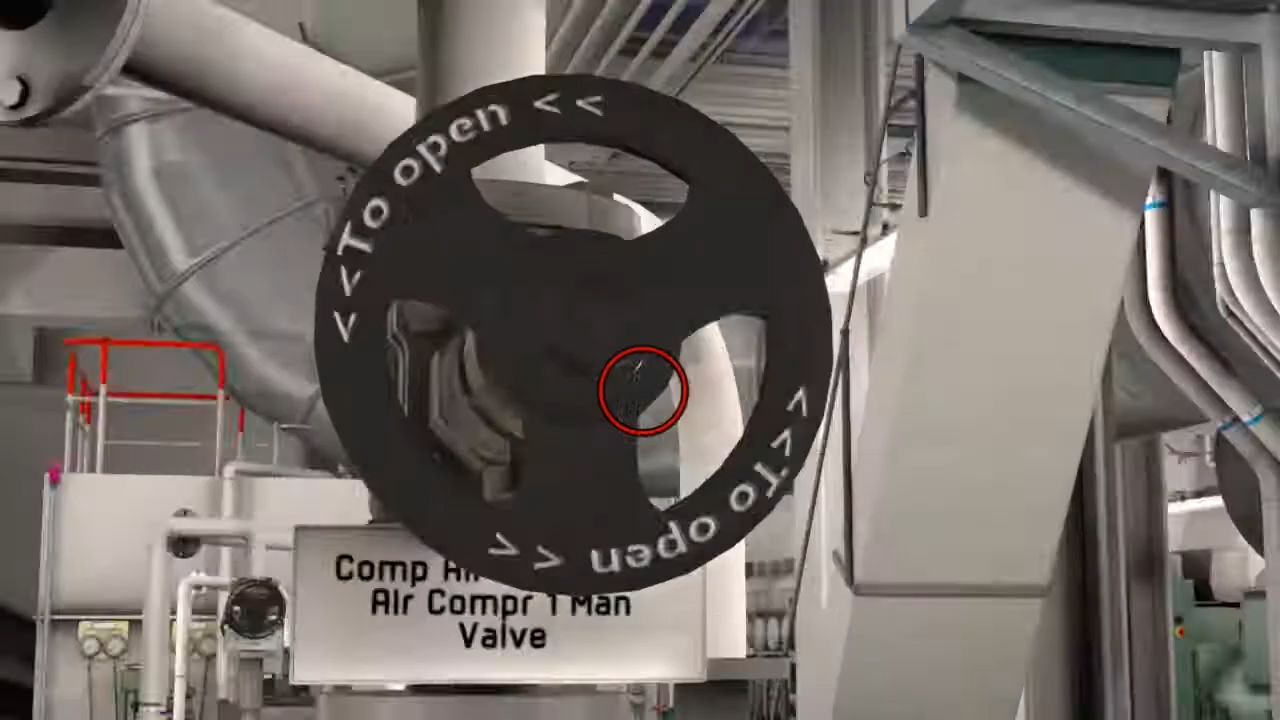 <<To open <<
<<To open <<
Comp
Air Compr 1 Man
Valve